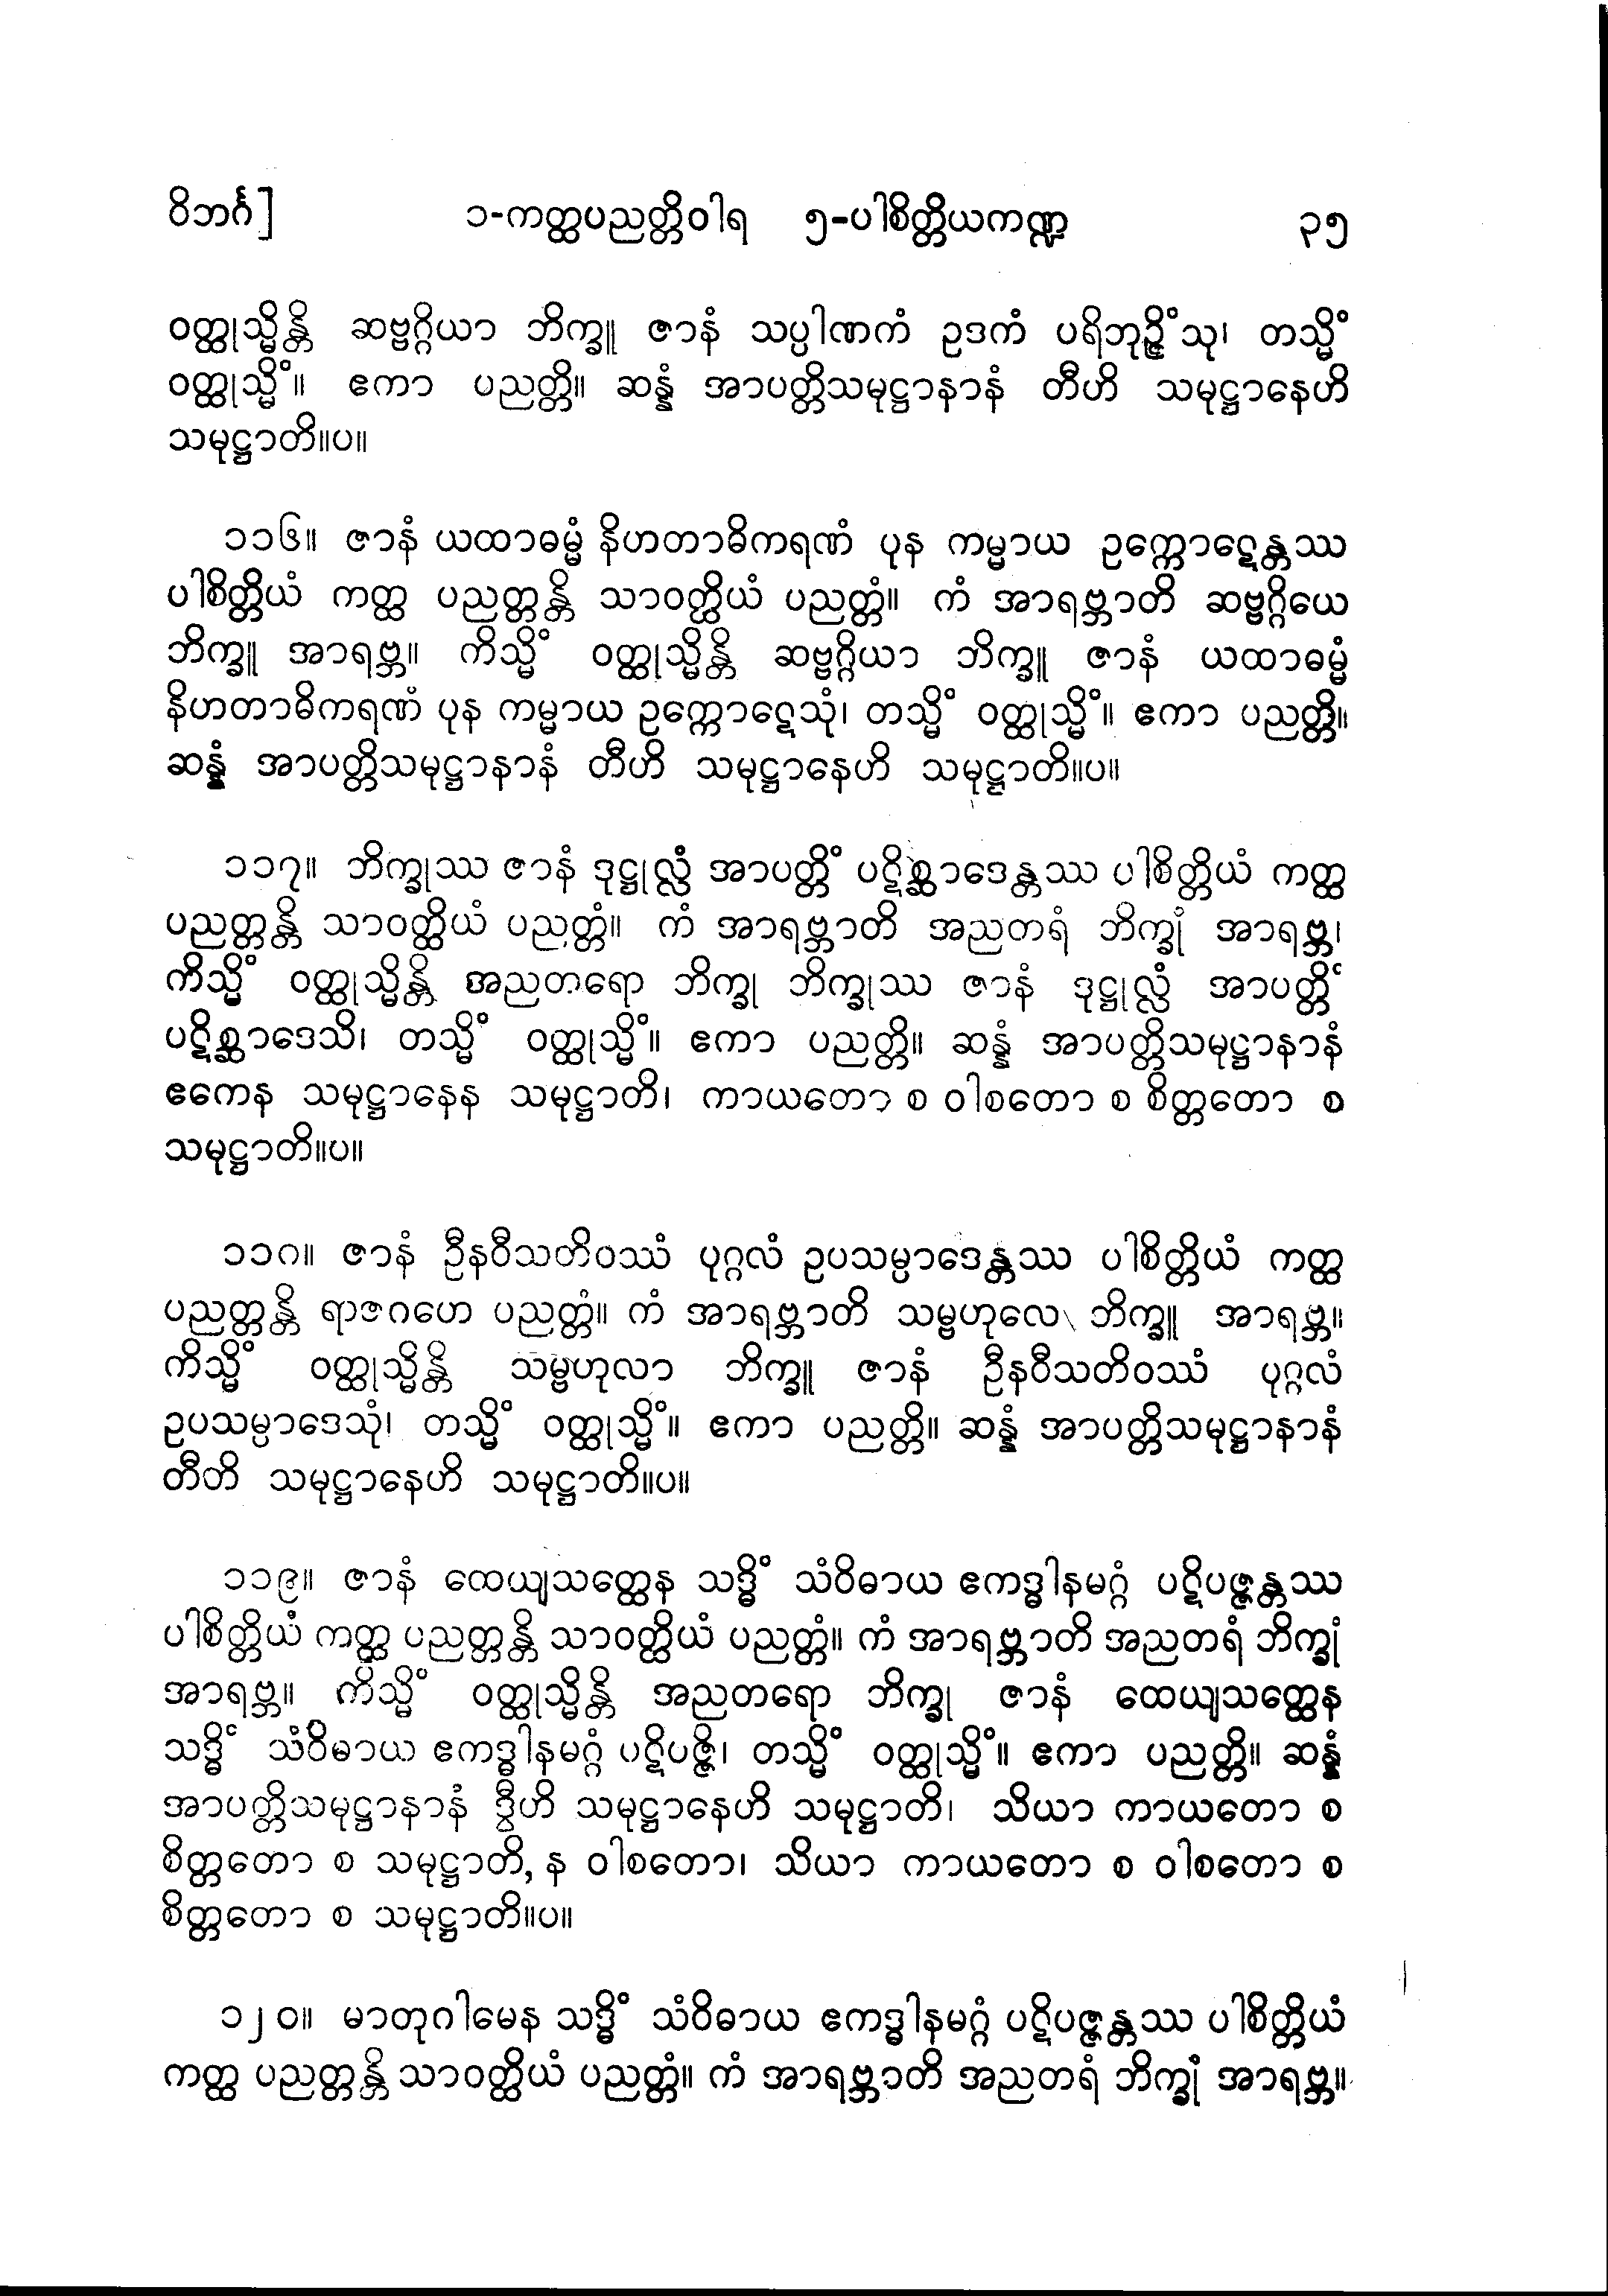 ဝိဘင်္ဂ] ၁-ကတ္ထပညတ္တိဝါရ ၅-ပါစိတ္တိယကဏ္ဍ ၃၅
ဝတ္ထုသ္မိန္တိ ဆဗ္ဗဂ္ဂိယာ ဘိက္ခူ ဇာနံ သပ္ပါဏကံ ဥဒကံ ပရိဘုဉ္ဇိံသု၊ တသ္မိံ
ဝတ္ထုသ္မိံ။ ဧကာ ပညတ္တိ။ ဆန္နံ အာပတ္တိသမုဋ္ဌာနာနံ တီဟိ သမုဋ္ဌာနေဟိ
သမုဋ္ဌာတိ။ပ။
၁၁၆။ ဇာနံ ယထာဓမ္မံ နိဟတာဓိကရဏံ ပုန ကမ္မာယ ဥက္ကောဋေန္တဿ
ပါစိတ္တိယံ ကတ္ထ ပညတ္တန္တိ သာဝတ္ထိယံ ပညတ္တံ။ ကံ အာရဗ္ဘာတိ ဆဗ္ဗဂ္ဂိယေ
ဘိက္ခူ အာရဗ္ဘ။ ကိသ္မိံ ဝတ္ထုသ္မိန္တိ ဆဗ္ဗဂ္ဂိယာ ဘိက္ခူ ဇာနံ ယထာဓမ္မံ
နိဟတာဓိကရဏံ ပုန ကမ္မာယ ဥက္ကောဋေသုံ၊ တသ္မိံ ဝတ္ထုသ္မိံ။ ဧကာ ပညတ္တိ။
ဆန္နံ အာပတ္တိသမုဋ္ဌာနာနံ တီဟိ သမုဋ္ဌာနေဟိ သမုဋ္ဌာတိ။ပ။
၁၁၇။ ဘိက္ခုဿ ဇာနံ ဒုဋ္ဌုလ္လံ အာပတ္တိံ ပဋိစ္ဆာဒေန္တဿ ပါစိတ္တိယံ ကတ္ထ
ပညတ္တန္တိ သာဝတ္ထိယံ ပညတ္တံ။ ကံ အာရဗ္ဘာတိ အညတရံ ဘိက္ခုံ အာရဗ္ဘ၊
ကိသ္မိံ ဝတ္ထုသ္မိန္တိ အညတရော ဘိက္ခု ဘိက္ခုဿ ဇာနံ ဒုဋ္ဌုလ္လံ အာပတ္တိံ
ပဋိစ္ဆာဒေသိ၊ တသ္မိံ ဝတ္ထုသ္မိံ။ ဧကာ ပညတ္တိ။ ဆန္နံ အာပတ္တိသမုဋ္ဌာနာနံ
ဧကေန သမုဋ္ဌာနေန သမုဋ္ဌာတိ၊ ကာယတော စ ဝါစတော စ စိတ္တတော စ
သမုဋ္ဌာတိ။ပ။
၁၁၈။ ဇာနံ ဦနဝီသတိဝဿံ ပုဂ္ဂလံ ဥပသမ္ပာဒေန္တဿ ပါစိတ္တိယံ ကတ္ထ
ပညတ္တန္တိ ရာဇဂဟေ ပညတ္တံ။ ကံ အာရဗ္ဘာတိ သမ္ဗဟုလေ ဘိက္ခူ အာရဗ္ဘ။
ကိသ္မိံ ဝတ္ထုသ္မိန္တိ သမ္ဗဟုလာ ဘိက္ခူ ဇာနံ ဦနဝီသတိဝဿံ ပုဂ္ဂလံ
ဥပသမ္ပာဒေသုံ၊ တသ္မိံ ဝတ္ထုသ္မိံ။ ဧကာ ပညတ္တိ။ ဆန္နံ အာပတ္တိသမုဋ္ဌာနာနံ
တီဟိ သမုဋ္ဌာနေဟိ သမုဋ္ဌာတိ။ပ။
၁၁၉။ ဇာနံ ထေယျသတ္ထေန သဒ္ဓိံ သံဝိဓာယ ဧကဒ္ဓါနမဂ္ဂံ ပဋိပဇ္ဇန္တဿ
ပါစိတ္တိယံ ကတ္ထ ပညတ္တန္တိ သာဝတ္ထိယံ ပညတ္တံ။ ကံ အာရဗ္ဘာတိ အညတရံ ဘိက္ခုံ
အာရဗ္ဘ။ ကိသ္မိံ ဝတ္ထုသ္မိန္တိ အညတရော ဘိက္ခု ဇာနံ ထေယျသတ္ထေန
သဒ္ဓိံ သံဝိဓာယ ဧကဒ္ဓါနမဂ္ဂံ ပဋိပဇ္ဇိ၊ တသ္မိံ ဝတ္ထုသ္မိံ။ ဧကာ ပညတ္တိ။ ဆန္နံ
အာပတ္တိသမုဋ္ဌာနာနံ ဒွီဟိ သမုဋ္ဌာနေဟိ သမုဋ္ဌာတိ၊ သိယာ ကာယတော စ
စိတ္တတော စ သမုဋ္ဌာတိ, န ဝါစတော၊ သိယာ ကာယတော စ ဝါစတော စ
စိတ္တတော စ သမုဋ္ဌာတိ။ပ။
၁၂၀။ မာတုဂါမေန သဒ္ဓိံ သံဝိဓာယ ဧကဒ္ဓါနမဂ္ဂံ ပဋိပဇ္ဇန္တဿ ပါစိတ္တိယံ
ကတ္ထ ပညတ္တန္တိ သာဝတ္ထိယံ ပညတ္တံ။ ကံ အာရဗ္ဘာတိ အညတရံ ဘိက္ခုံ အာရဗ္ဘ။